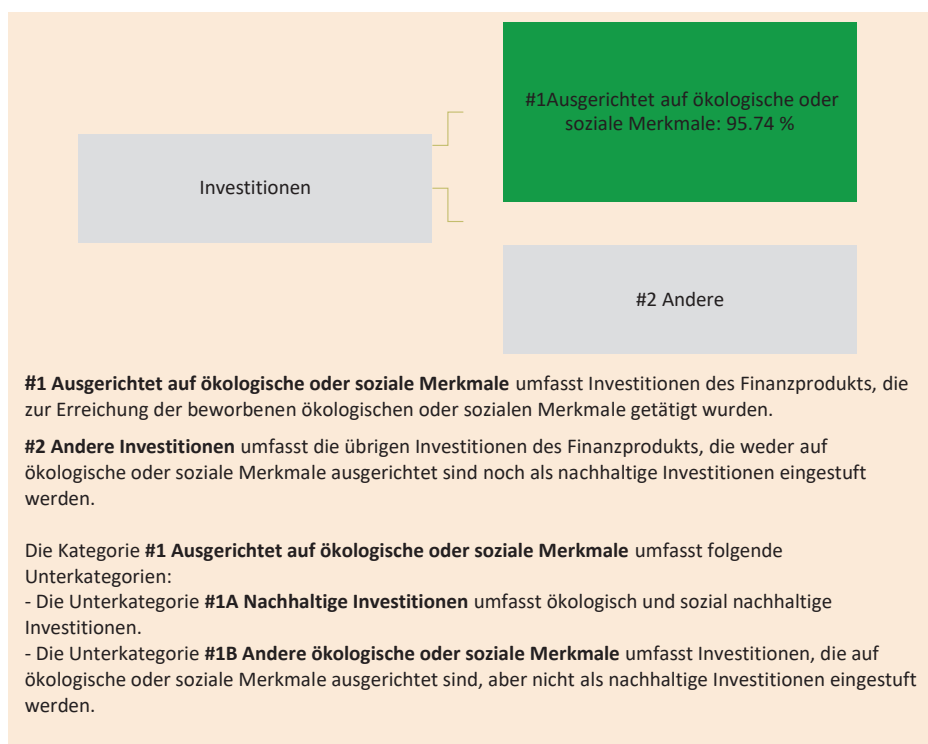 #1Ausgerichtet auf ökologische oder
soziale Merkmale: 95.74 %
Investitionen
#2 Andere
#1 Ausgerichtet auf ökologische oder soziale Merkmale umfasst Investitionen des Finanzprodukts, die
zur Erreichung der beworbenen ökologischen oder sozialen Merkmale getätigt wurden.
#2 Andere Investitionen umfasst die übrigen Investitionen des Finanzprodukts, die weder auf
ökologische oder soziale Merkmale ausgerichtet sind noch als nachhaltige Investitionen eingestuft
werden.
Die Kategorie #1 Ausgerichtet auf ökologische oder soziale Merkmale umfasst folgende
Unterkategorien:
- Die Unterkategorie #1A Nachhaltige Investitionen umfasst ökologisch und sozial nachhaltige
Investitionen.
- Die Unterkategorie #1B Andere ökologische oder soziale Merkmale umfasst Investitionen, die auf
ökologische oder soziale Merkmale ausgerichtet sind, aber nicht als nachhaltige Investitionen eingestuft
werden.